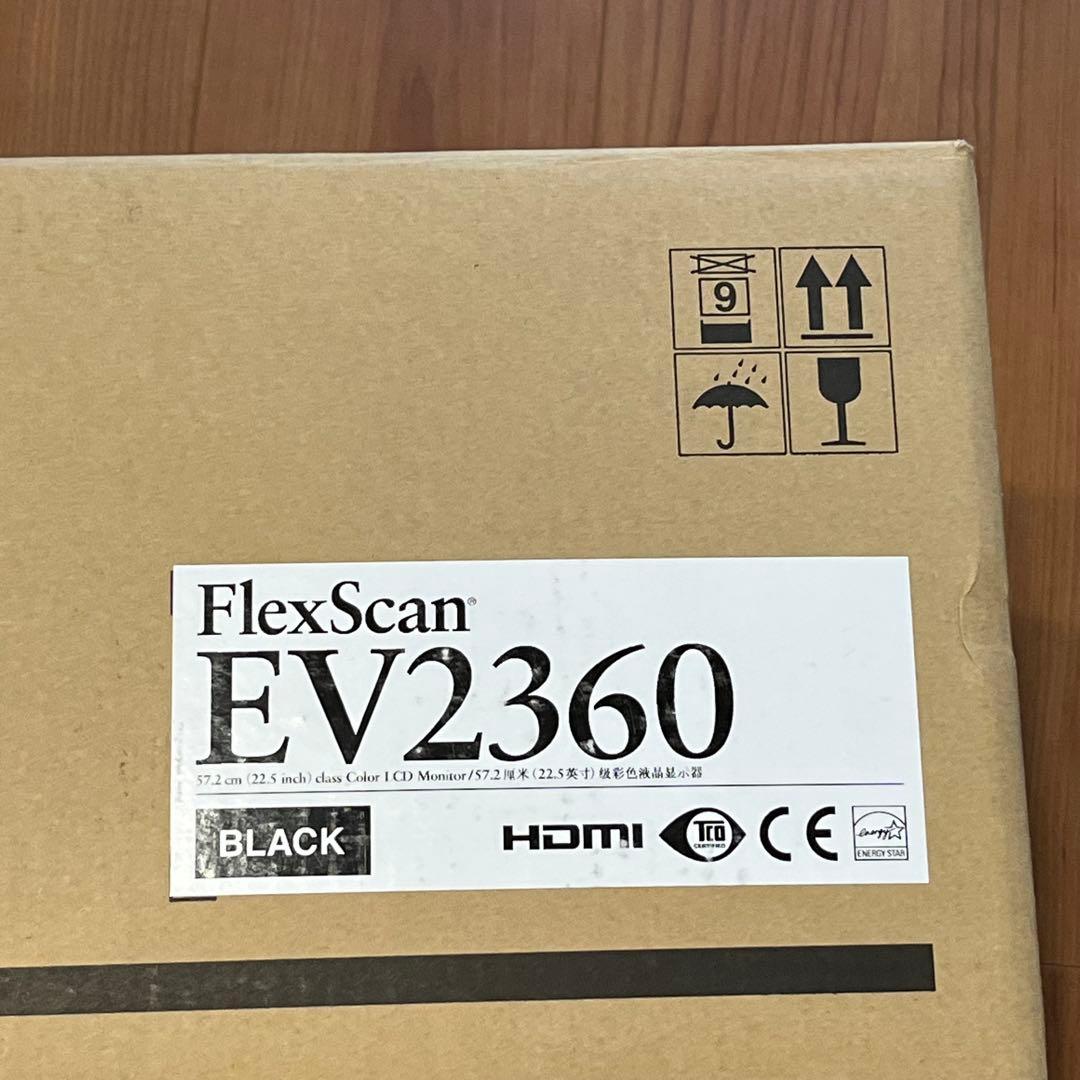 9
FlexScan®
EV2360
57.2 cm (22.5 inch) class Color LCD Monitor/57.2厘米(22.5英寸)级彩色液晶显示器
BLACK
HDMI TCO CERTIFIED CE energy ENERGY STAR